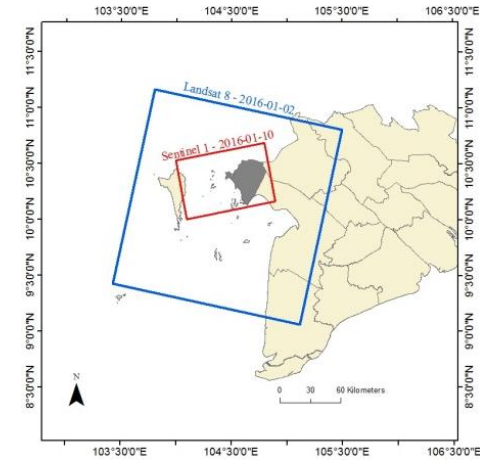 103°30'0"E 104°30'0"E 105°30'0"E 106°30'0"E
11°30'0"N 11°30'0"N
11°0'0"N 11°0'0"N
10°30'0"N 10°30'0"N
10°0'0"N 10°0'0"N
9°30'0"N 9°30'0"N
9°0'0"N 9°0'0"N
8°30'0"N 8°30'0"N
Landsat 8 - 2016-01-02
Sentinel 1 - 2016-01-10
N
0 30 60 Kilometers
103°30'0"E 104°30'0"E 105°30'0"E 106°30'0"E